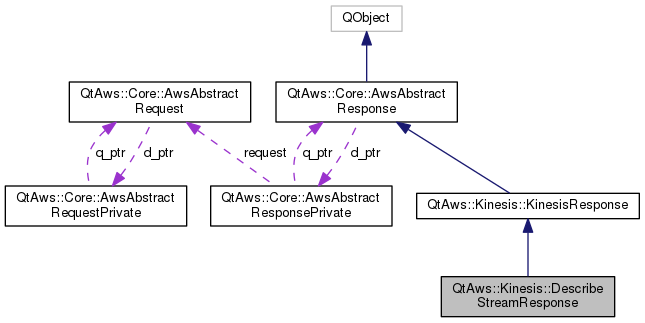 QObject
QtAws::Core::AwsAbstract
Request
QtAws::Core::AwsAbstract
Response
q_ptr
d_ptr
request
q_ptr
d_ptr
QtAws::Core::AwsAbstract
RequestPrivate
QtAws::Core::AwsAbstract
ResponsePrivate
QtAws::Kinesis::KinesisResponse
QtAws::Kinesis::Describe
StreamResponse